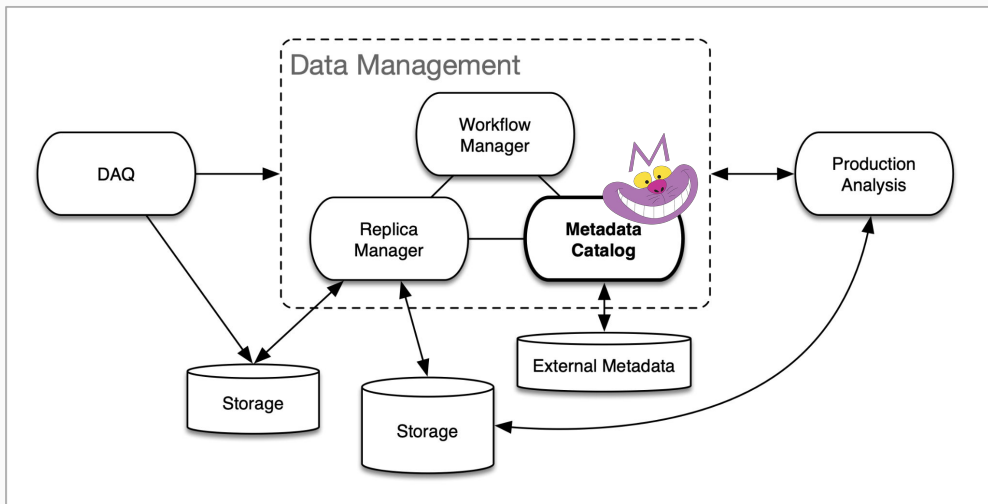 Data Management
Workflow
Manager
M
DAQ
Production
Analysis
Replica
Manager
Metadata
Catalog
External Metadata
Storage
Storage